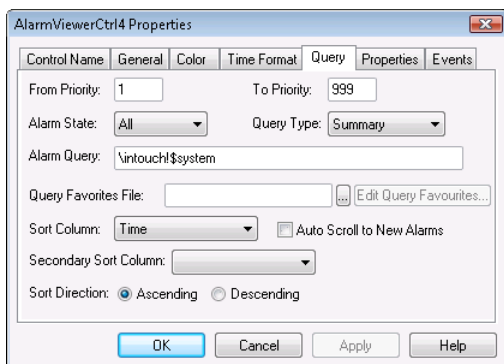 AlarmViewerCtrl4 Properties
Control Name General Color Time Format Query Properties Events
From Priority: 1 To Priority: 999
Alarm State: All Query Type: Summary
Alarm Query: \intouch!$system
Query Favorites File: ... Edit Query Favourites...
Sort Column: Time Auto Scroll to New Alarms
Secondary Sort Column:
Sort Direction: Ascending Descending
OK Cancel Apply Help